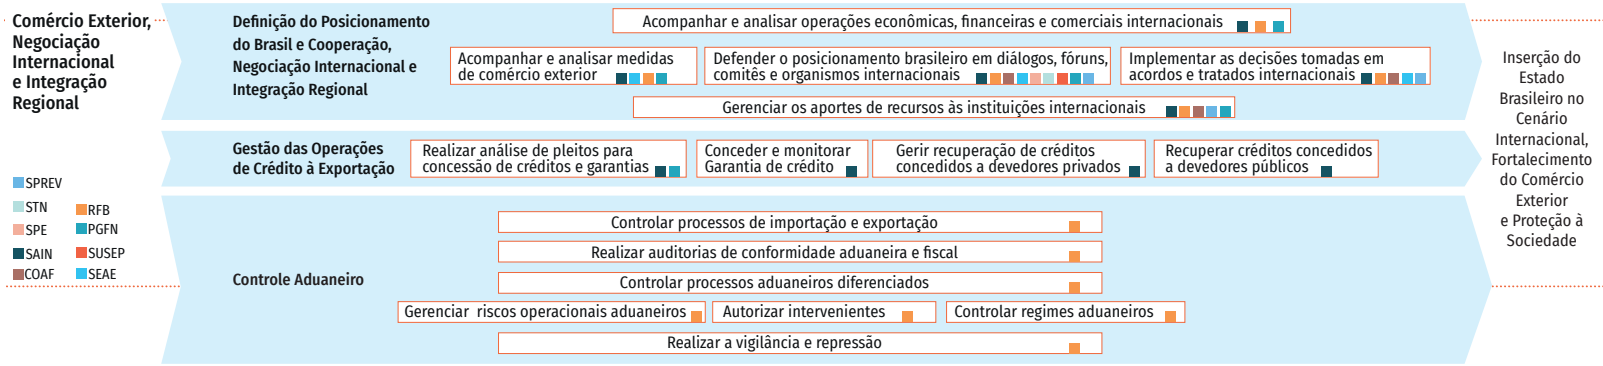 Comércio Exterior,
Negociação
Internacional
e Integração
Regional
SPREV
STN
RFB
SPE
PGFN
SAIN
SUSEP
COAF
SEAE
Definição do Posicionamento
do Brasil e Cooperação,
Negociação Internacional e
Integração Regional
Acompanhar e analisar operações econômicas, financeiras e comerciais internacionais
Acompanhar e analisar medidas
de comércio exterior
Defender o posicionamento brasileiro em diálogos, fóruns,
comitês e organismos internacionais
Implementar as decisões tomadas em
acordos e tratados internacionais
Gerenciar os aportes de recursos às instituições internacionais
Gestão das Operações
de Crédito à Exportação
Realizar análise de pleitos para
concessão de créditos e garantias
Conceder e monitorar
Garantia de crédito
Gerir recuperação de créditos
concedidos a devedores privados
Recuperar créditos concedidos
a devedores públicos
Controle Aduaneiro
Controlar processos de importação e exportação
Realizar auditorias de conformidade aduaneira e fiscal
Controlar processos aduaneiros diferenciados
Gerenciar riscos operacionais aduaneiros
Autorizar intervenientes
Controlar regimes aduaneiros
Realizar a vigilância e repressão
Inserção do
Estado
Brasileiro no
Cenário
Internacional,
Fortalecimento
do Comércio
Exterior
e Proteção à
Sociedade